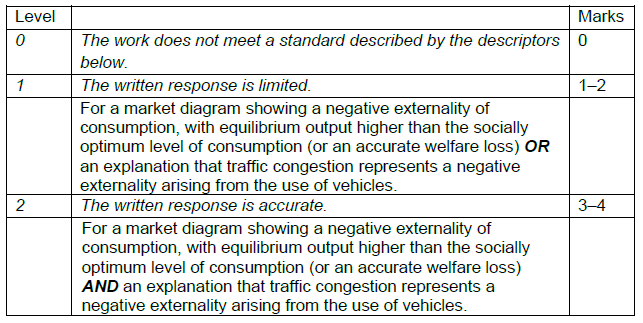 Level Marks
0 The work does not meet a standard described by the descriptors 0
below.
1 The written response is limited. 1–2
For a market diagram showing a negative externality of
consumption, with equilibrium output higher than the socially
optimum level of consumption (or an accurate welfare loss) OR
an explanation that traffic congestion represents a negative
externality arising from the use of vehicles.
2 The written response is accurate. 3–4
For a market diagram showing a negative externality of
consumption, with equilibrium output higher than the socially
optimum level of consumption (or an accurate welfare loss)
AND an explanation that traffic congestion represents a
negative externality arising from the use of vehicles.